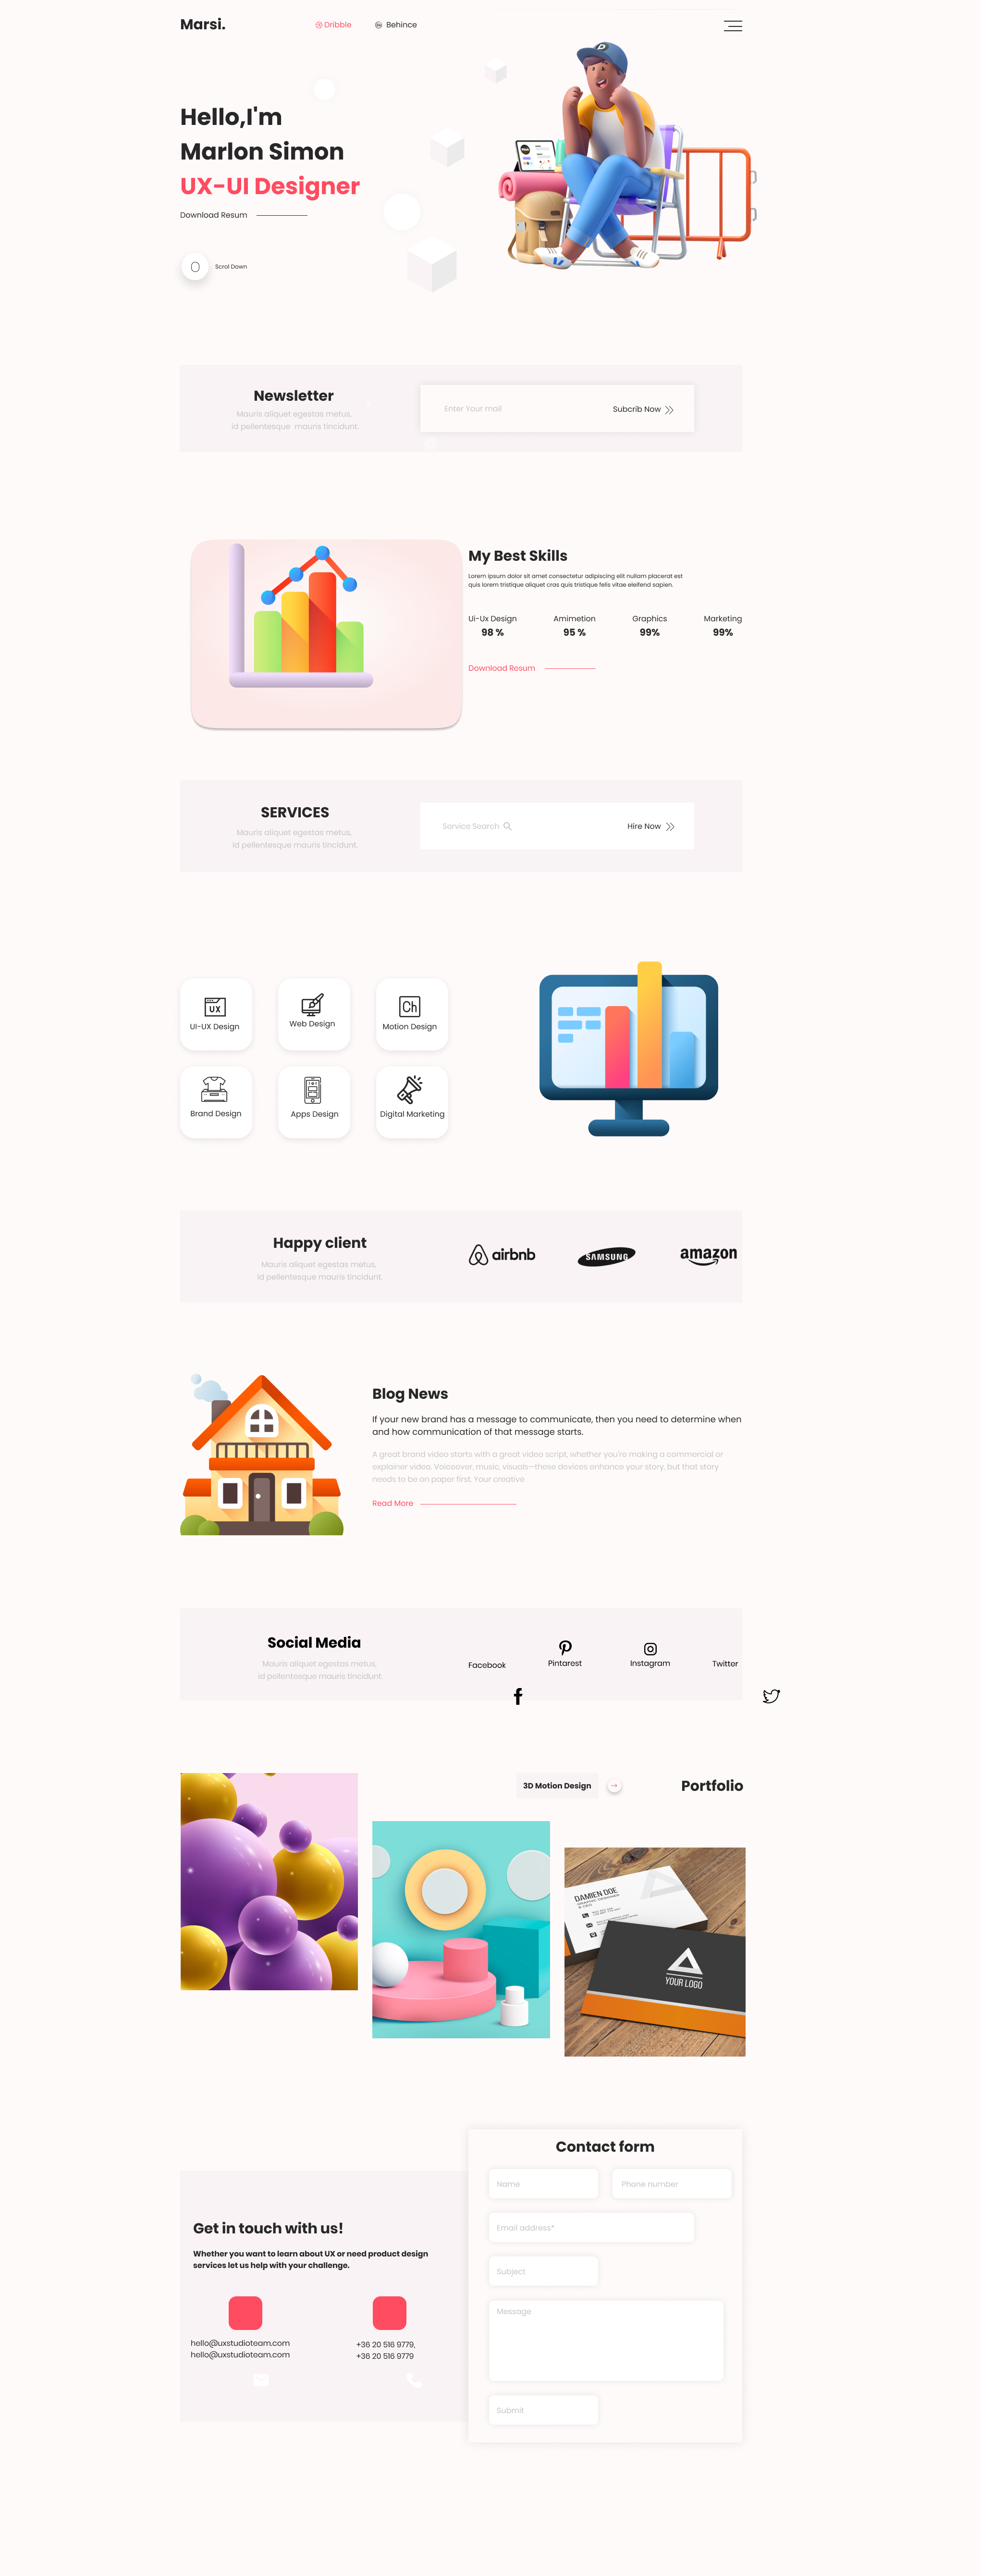 Marsi.
Dribble
Behince
Hello,I'm
Marlon Simon
UX-UI Designer
Download Resum
Scrol Down
Newsletter
Mauris aliquet egestas metus,
id pellentesque mauris tincidunt.
Enter Your mail
Subcrib Now
My Best Skills
Lorem ipsum dolor sit amet consectetur adipiscing elit nullam placerat est
quis lorem tristique aliquet cras quis tristique felis vitae eleifend sapien.
Ui-Ux Design
Amimetion
Graphics
Marketing
98 %
95 %
99%
99%
Download Resum
SERVICES
Mauris aliquet egestas metus,
id pellentesque mauris tincidunt.
Service Search
Hire Now
UX
UI-UX Design
Web Design
Ch
Motion Design
Brand Design
Apps Design
Digital Marketing
Happy client
Mauris aliquet egestas metus,
id pellentesque mauris tincidunt.
airbnb
SAMSUNG
amazon
Blog News
If your new brand has a message to communicate, then you need to determine when
and how communication of that message starts.
A great brand video starts with a great video script, whether you're making a commercial or
explainer video. Voiceover, music, visuals—these devices enhance your story, but that story
needs to be on paper first. Your creative
Read More
Social Media
Mauris aliquet egestas metus,
id pellentesque mauris tincidunt.
Facebook
Pintarest
Instagram
Twitter
3D Motion Design
Portfolio
DAMIEN DOE
YOUR LOGO
Contact form
Name
Phone number
Email address*
Subject
Message
Submit
Get in touch with us!
Whether you want to learn about UX or need product design
services let us help with your challenge.
hello@uxstudioteam.com
hello@uxstudioteam.com
+36 20 516 9779,
+36 20 516 9779